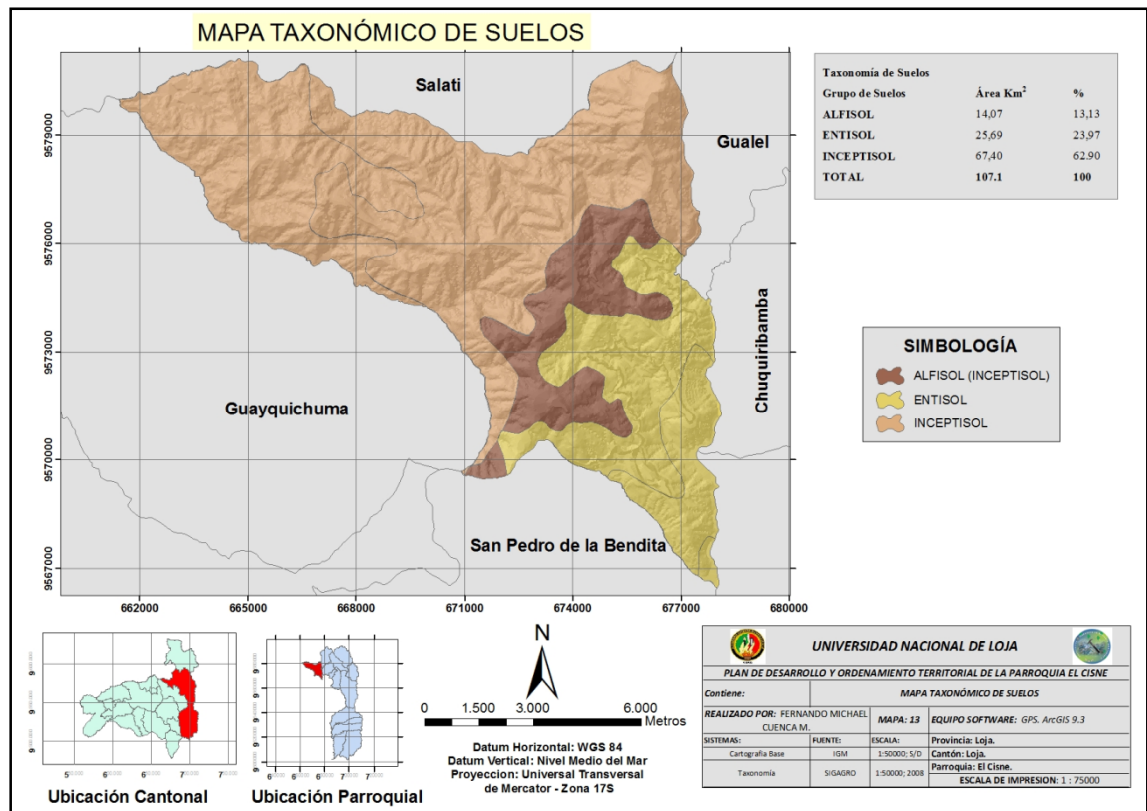 MAPA TAXONÓMICO DE SUELOS
Salati
Gualel
Chuquiribamba
Guayquichuma
San Pedro de la Bendita
9579000
9576000
9573000
9570000
9567000
662000 665000 668000 671000 674000 677000 680000
Taxonomía de Suelos
Grupo de Suelos Área Km² %
ALFISOL 14,07 13,13
ENTISOL 25,69 23,97
INCEPTISOL 67,40 62.90
TOTAL 107.1 100
SIMBOLOGÍA
ALFISOL (INCEPTISOL)
ENTISOL
INCEPTISOL
Ubicación Cantonal
Ubicación Parroquial
N
0 1.500 3.000 6.000
Metros
Datum Horizontal: WGS 84
Datum Vertical: Nivel Medio del Mar
Proyeccion: Universal Transversal
de Mercator - Zona 17S
UNIVERSIDAD NACIONAL DE LOJA
PLAN DE DESARROLLO Y ORDENAMIENTO TERRITORIAL DE LA PARROQUIA EL CISNE
Contiene: MAPA TAXONÓMICO DE SUELOS
REALIZADO POR: FERNANDO MICHAEL CUENCA M. MAPA: 13 EQUIPO SOFTWARE: GPS. ArcGIS 9.3
SISTEMAS: FUENTE: ESCALA: Provincia: Loja.
Cartografía Base IGM 1:50000; S/D Cantón: Loja.
Taxonomía SIGAGRO 1:50000; 2008 Parroquia: El Cisne.
ESCALA DE IMPRESION: 1 : 75000